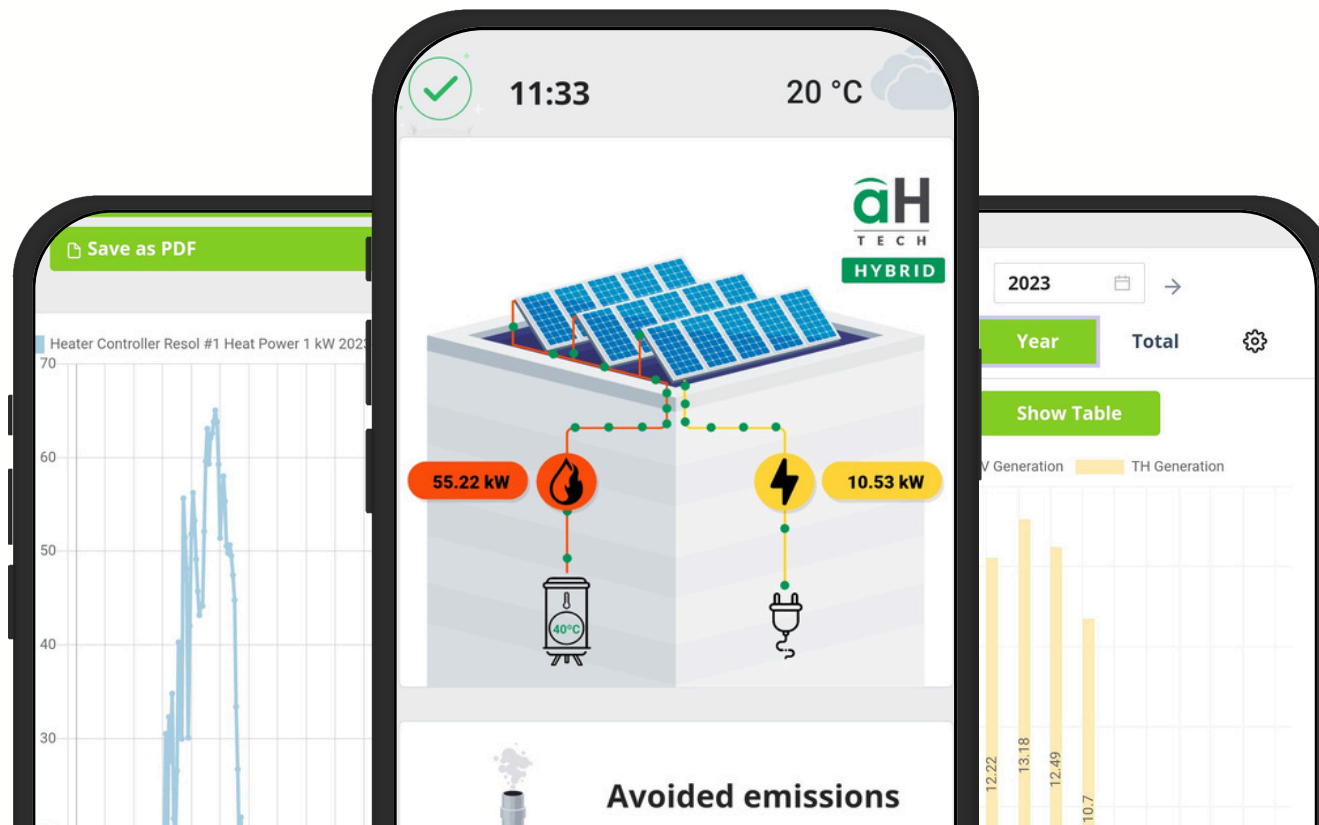 Save as PDF
Heater Controller Resol #1 Heat Power 1 kW 2023
70
60
50
40
30
11:33
20 °C
aH
TECH
HYBRID
55.22 kW
10.53 kW
40°C
Avoided emissions
2023
Year
Total
Show Table
V Generation
TH Generation
12.22
13.18
12.49
10.7